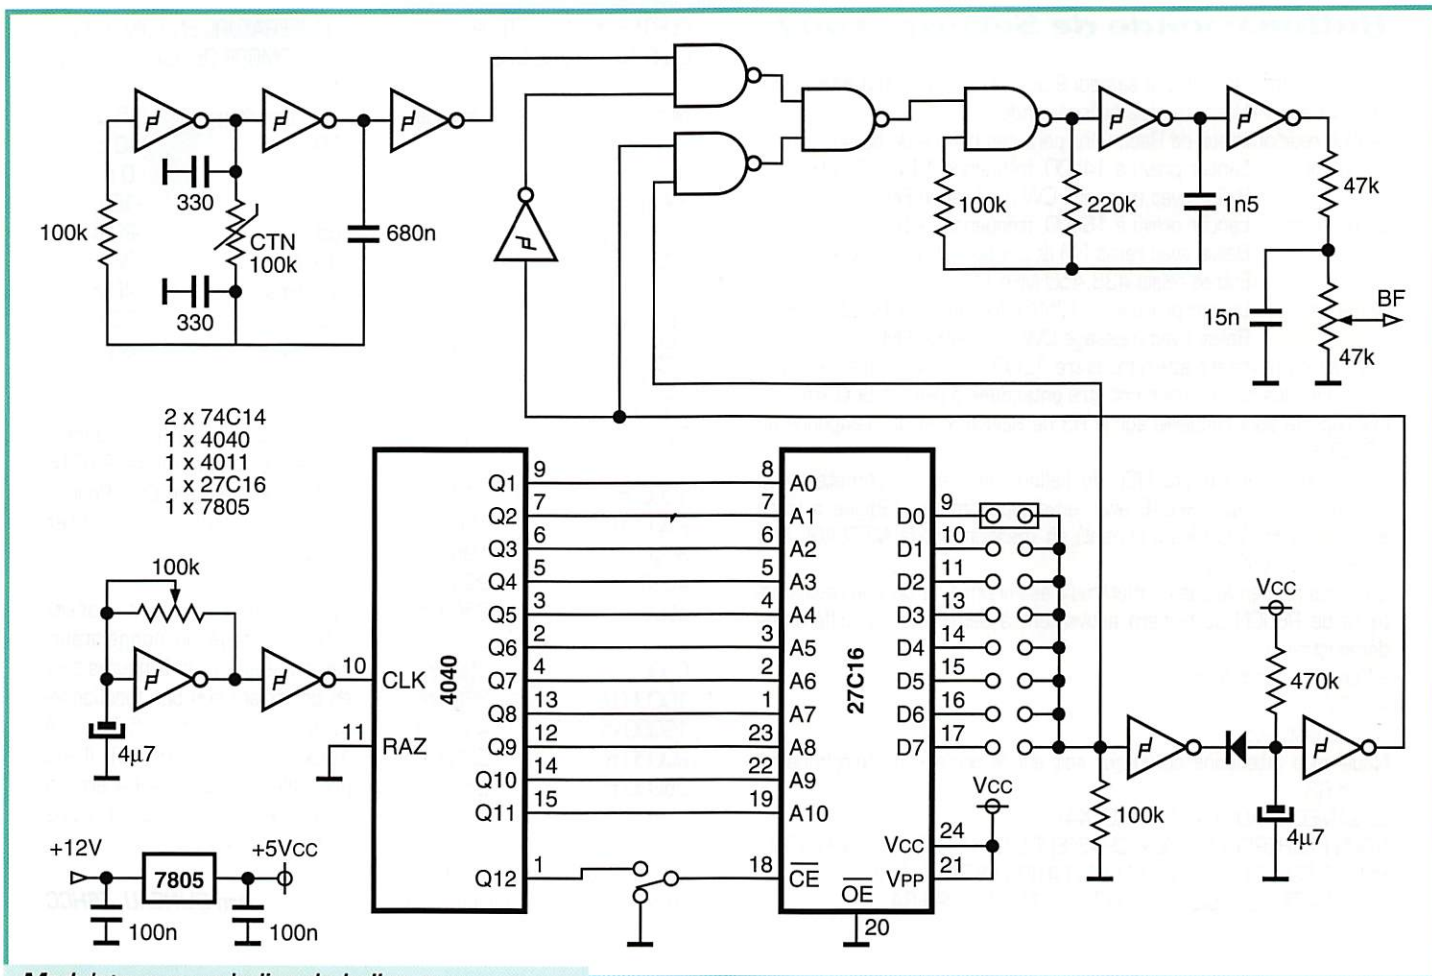 100k
330
CTN
100k
330
680n
100k
220k
1n5
47k
15n
BF
47k
2 x 74C14
1 x 4040
1 x 4011
1 x 27C16
1 x 7805
100k
4µ7
10
CLK
11
RAZ
4040
Q1 9
Q2 7
Q3 6
Q4 5
Q5 3
Q6 2
Q7 4
Q8 13
Q9 12
Q10 14
Q11 15
Q12 1
8 A0
7 A1
6 A2
5 A3
4 A4
3 A5
2 A6
1 A7
23 A8
22 A9
19 A10
18 CE
27C16
D0 9
D1 10
D2 11
D3 13
D4 14
D5 15
D6 16
D7 17
VCC 24
VPP 21
OE
20
VCC
100k
VCC
470k
4µ7
+12V
7805
+5VCC
100n
100n